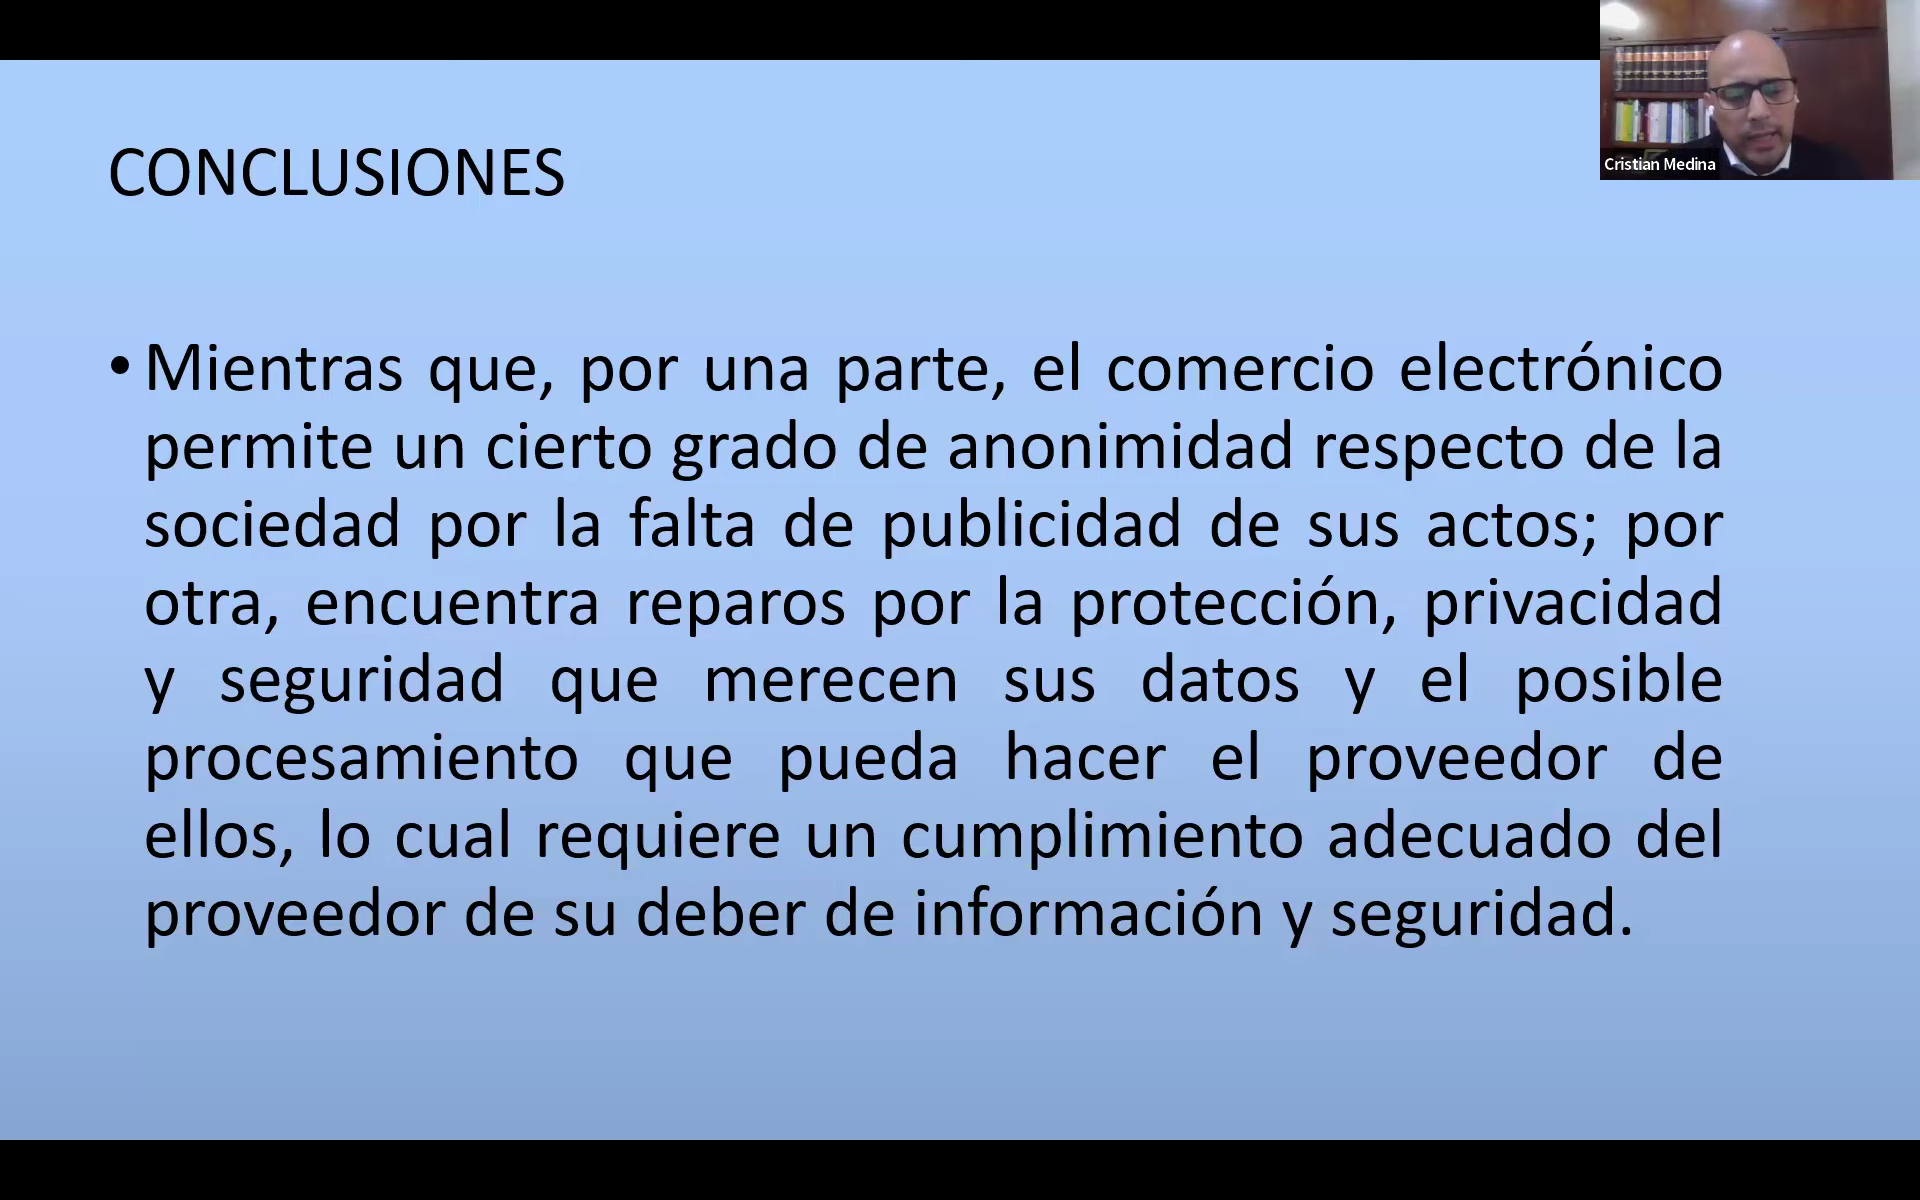 Cristian Medina
CONCLUSIONES
• Mientras que, por una parte, el comercio electrónico
permite un cierto grado de anonimidad respecto de la
sociedad por la falta de publicidad de sus actos; por
otra, encuentra reparos por la protección, privacidad
y seguridad que merecen sus datos y el posible
procesamiento que pueda hacer el proveedor de
ellos, lo cual requiere un cumplimiento adecuado del
proveedor de su deber de información y seguridad.